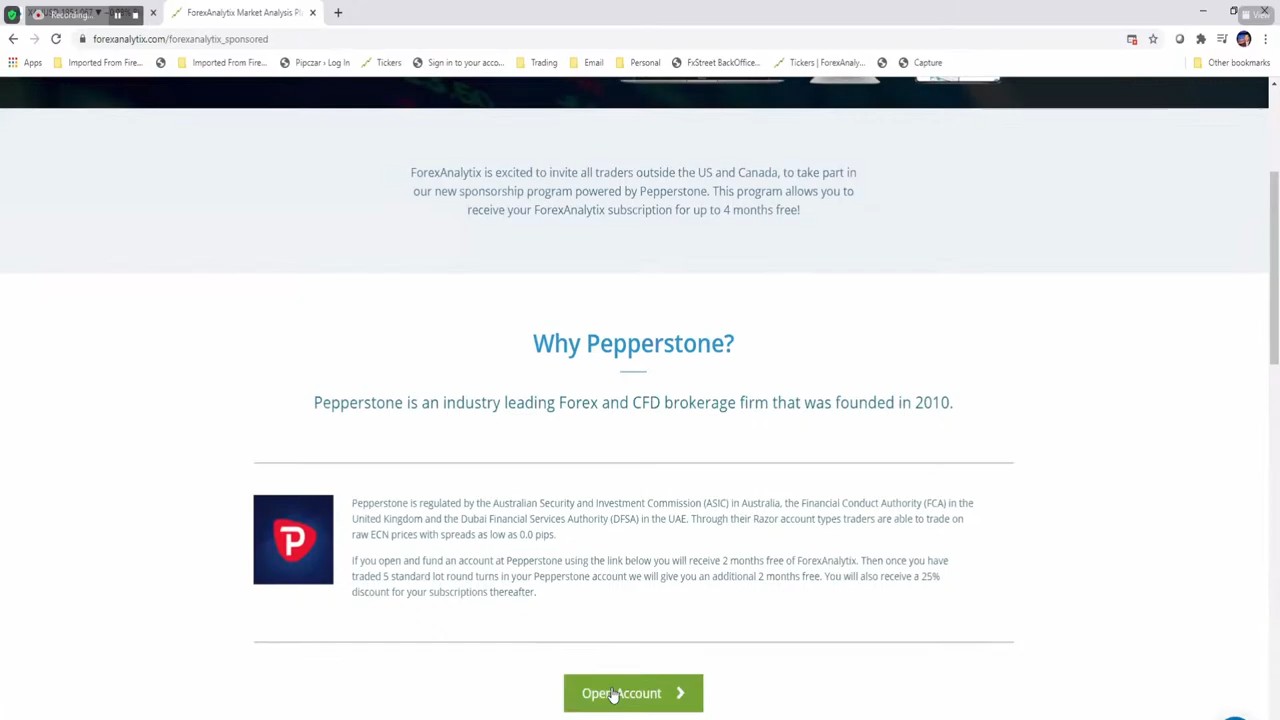 Recording...
ForexAnalytix Market Analysis Pl
View
forexanalytix.com/forexanalytix_sponsored
Apps
Imported From Fire...
Imported From Fire...
Pipczar › Log In
Tickers
Sign in to your acco...
Trading
Email
Personal
FxStreet BackOffice...
Tickers | ForexAnaly...
Capture
Other bookmarks
ForexAnalytix is excited to invite all traders outside the US and Canada, to take part in
our new sponsorship program powered by Pepperstone. This program allows you to
receive your ForexAnalytix subscription for up to 4 months free!
Why Pepperstone?
Pepperstone is an industry leading Forex and CFD brokerage firm that was founded in 2010.
Pepperstone is regulated by the Australian Security and Investment Commission (ASIC) in Australia, the Financial Conduct Authority (FCA) in the
United Kingdom and the Dubai Financial Services Authority (DFSA) in the UAE. Through their Razor account types traders are able to trade on
raw ECN prices with spreads as low as 0.0 pips.
If you open and fund an account at Pepperstone using the link below you will receive 2 months free of ForexAnalytix. Then once you have
traded 5 standard lot round turns in your Pepperstone account we will give you an additional 2 months free. You will also receive a 25%
discount for your subscriptions thereafter.
P
Open Account